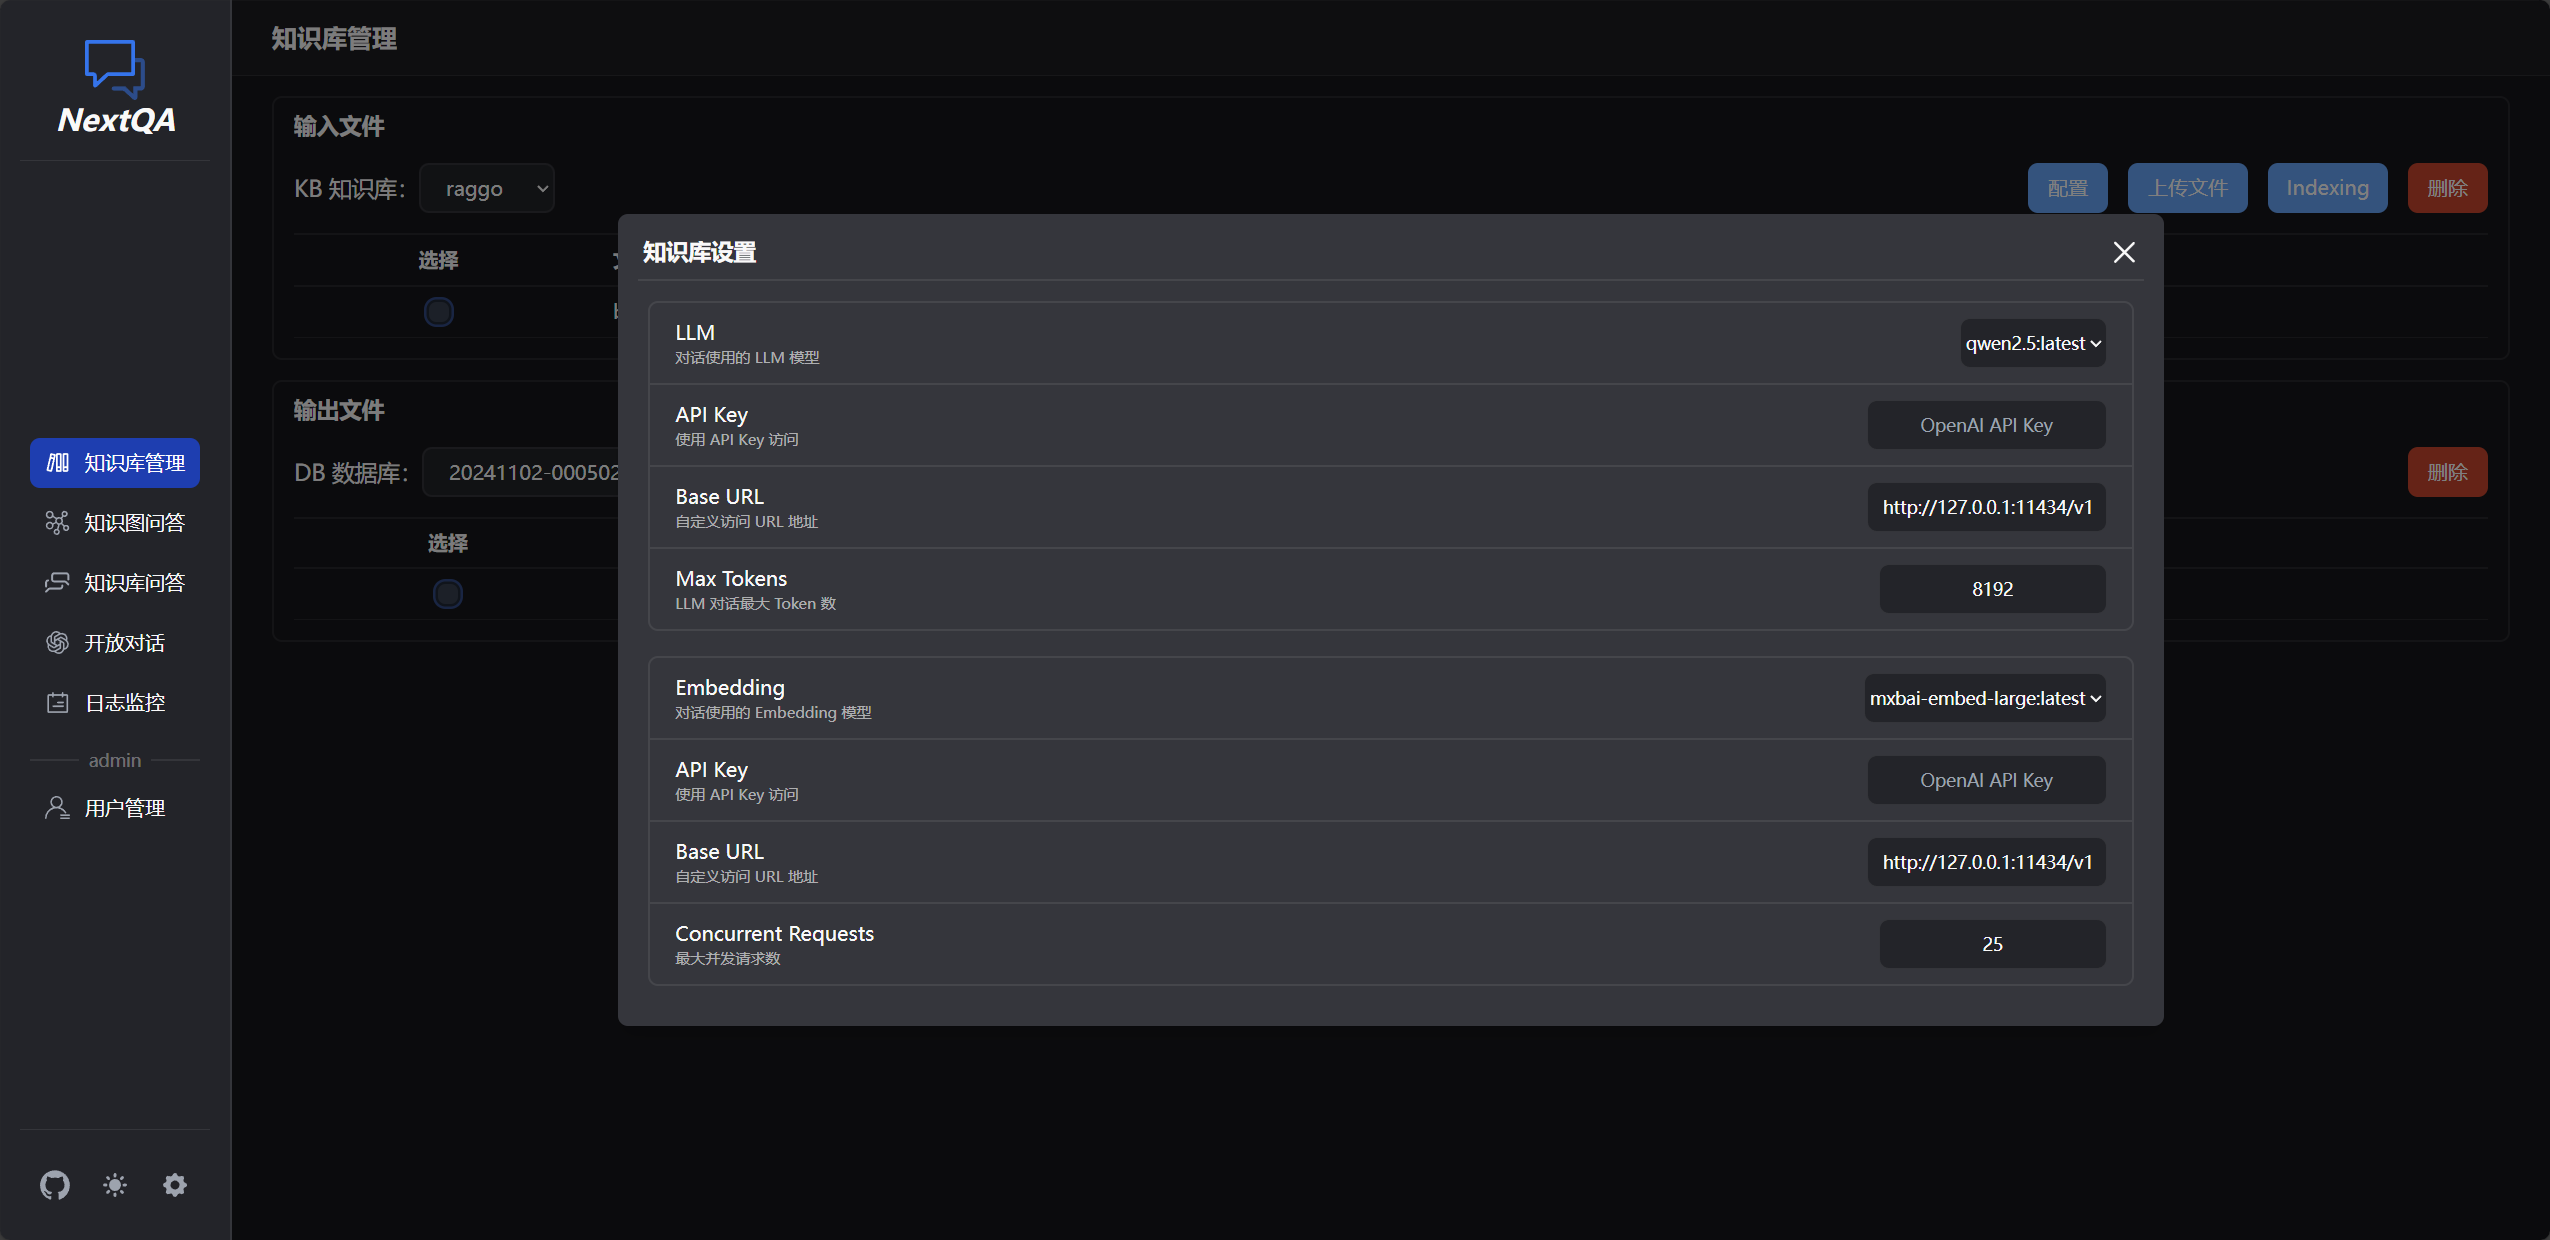 NextQA
知识库管理
知识图问答
知识库问答
开放对话
日志监控
admin
用户管理
知识库管理
输入文件
KB 知识库：
raggo
配置
上传文件
Indexing
删除
选择
输出文件
DB 数据库：
20241102-000502
删除
选择
知识库设置
LLM
对话使用的 LLM 模型
qwen2.5:latest
API Key
使用 API Key 访问
OpenAI API Key
Base URL
自定义访问 URL 地址
http://127.0.0.1:11434/v1
Max Tokens
LLM 对话最大 Token 数
8192
Embedding
对话使用的 Embedding 模型
mxbai-embed-large:latest
API Key
使用 API Key 访问
OpenAI API Key
Base URL
自定义访问 URL 地址
http://127.0.0.1:11434/v1
Concurrent Requests
最大并发请求数
25